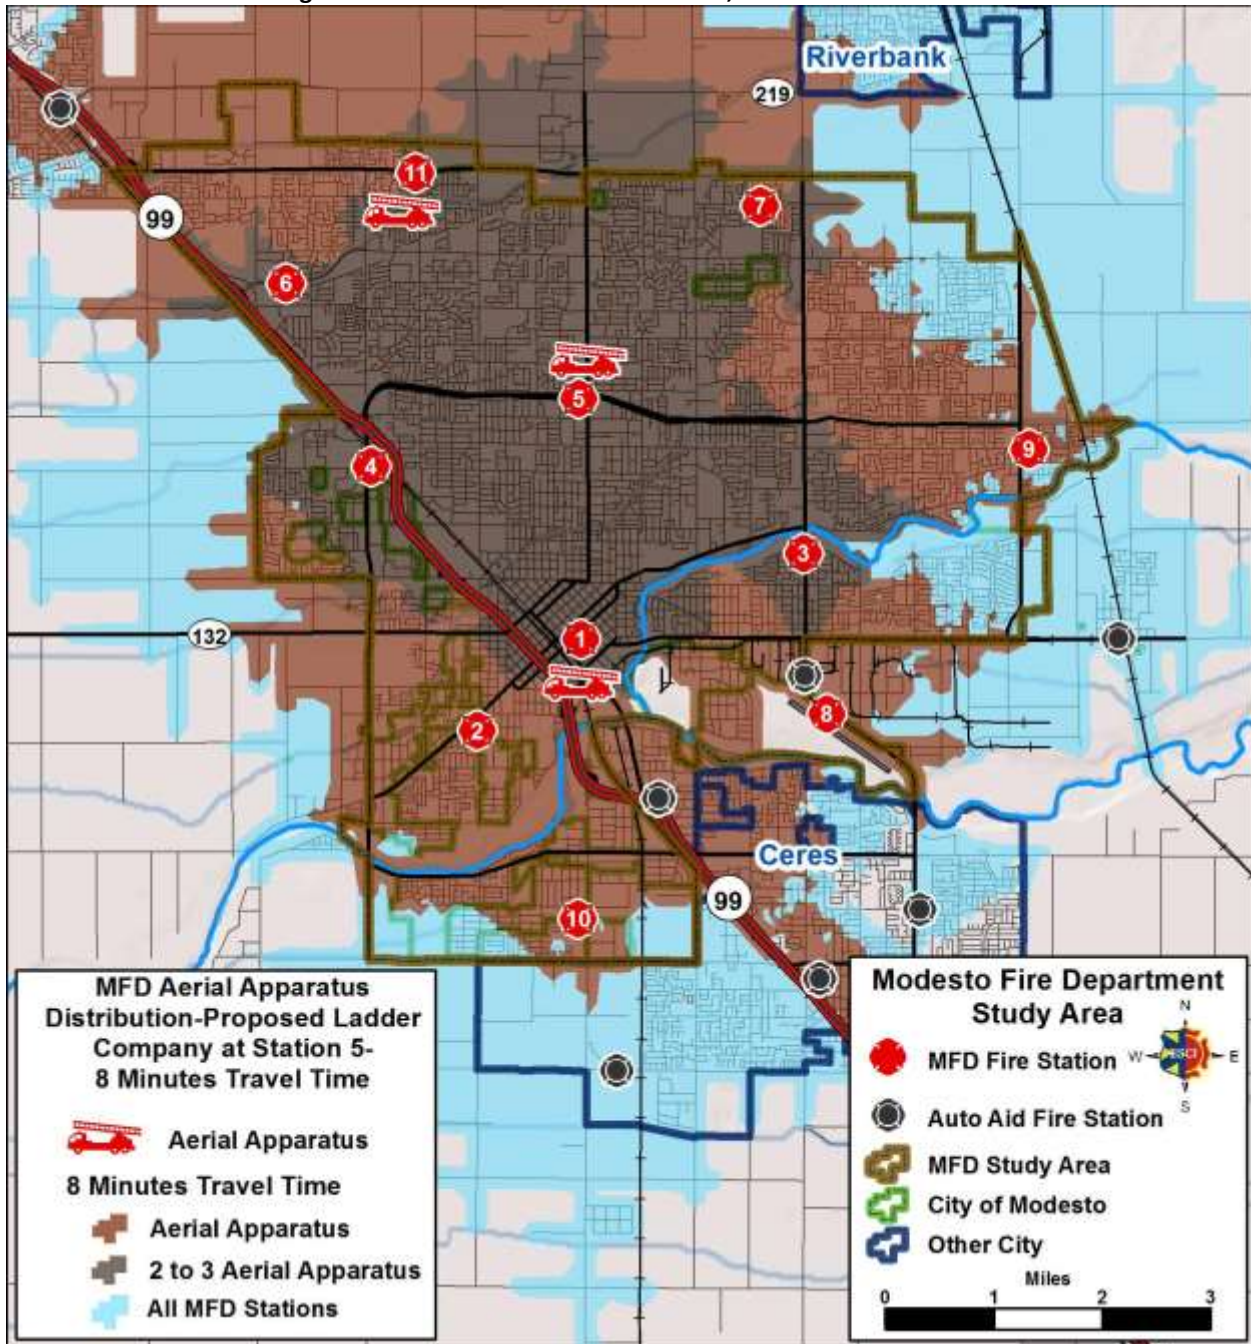 Riverbank
219
11
7
99
6
5
4
9
3
132
1
2
8
Ceres
99
10
MFD Aerial Apparatus
Distribution-Proposed Ladder
Company at Station 5-
8 Minutes Travel Time
Aerial Apparatus
8 Minutes Travel Time
Aerial Apparatus
2 to 3 Aerial Apparatus
All MFD Stations
Modesto Fire Department
Study Area
N
W
E
S
MFD Fire Station
Auto Aid Fire Station
MFD Study Area
City of Modesto
Other City
Miles
0 1 2 3